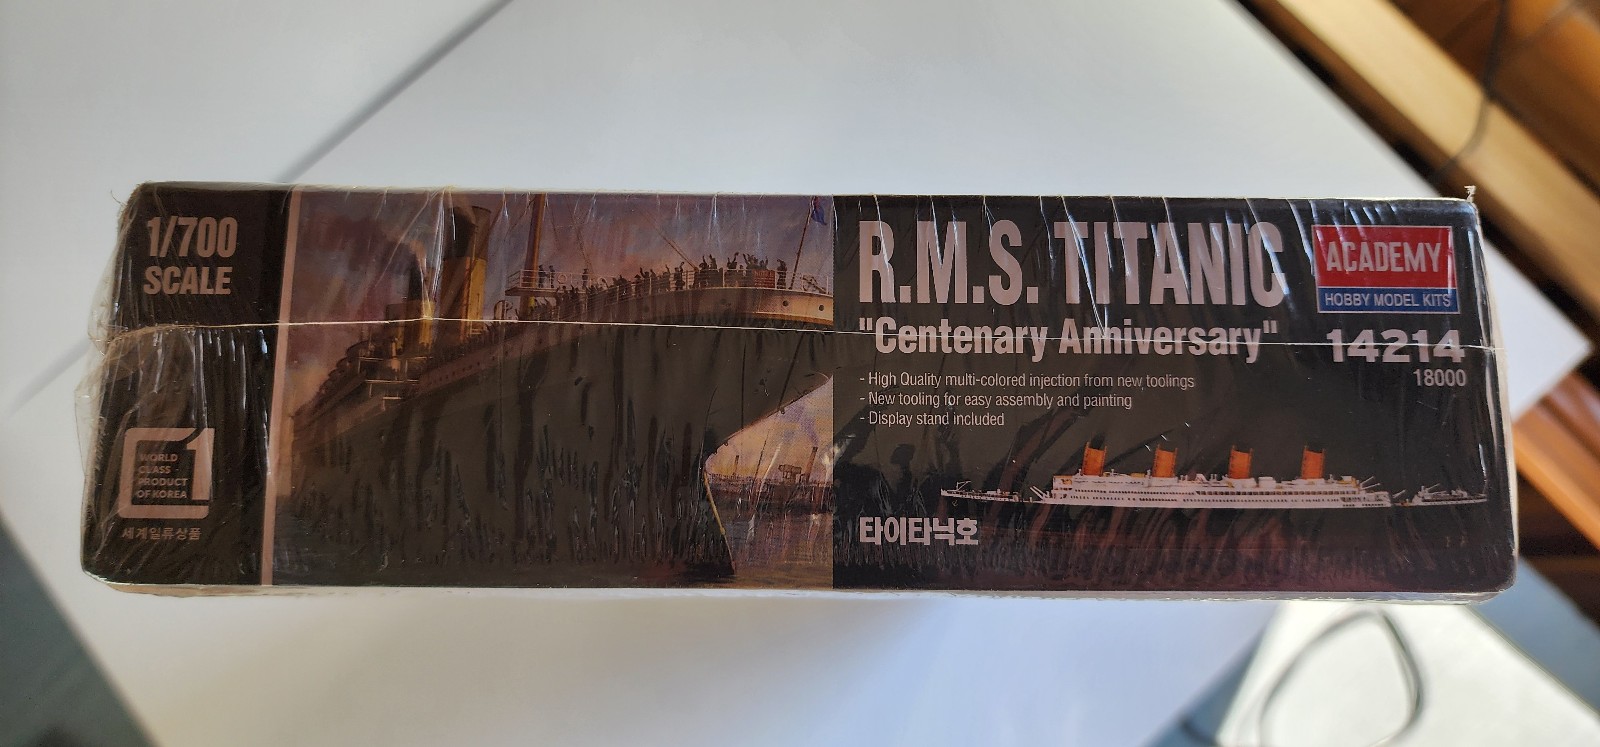 1/700
SCALE
WORLD
CLASS
PRODUCT
OF KOREA
세계일류상품
R.M.S. TITANIC
"Centenary Anniversary"
- High Quality multi-colored injection from new toolings
- New tooling for easy assembly and painting
- Display stand included
타이타닉호
ACADEMY
HOBBY MODEL KITS
14214
18000